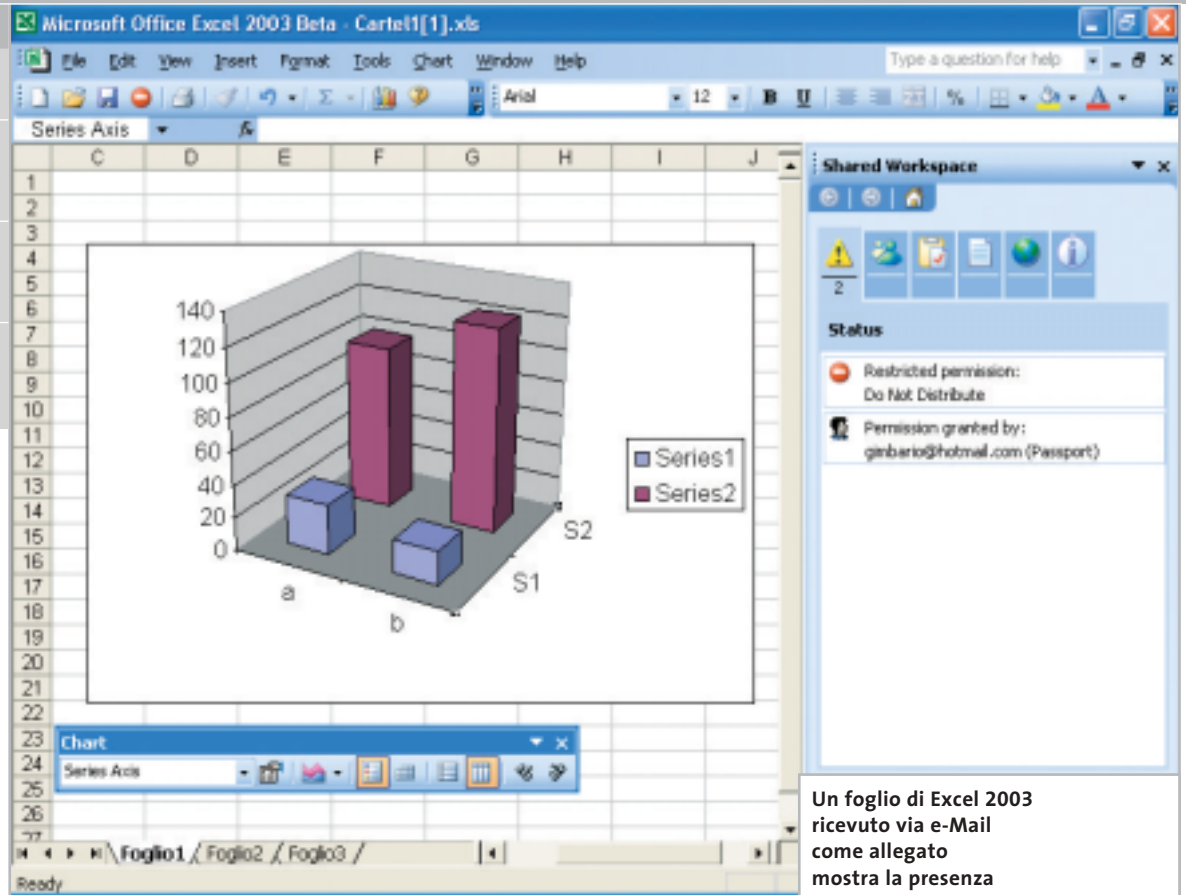 Microsoft Office Excel 2003 Beta - Cartel1[1].xls
File Edit View Insert Format Tools Chart Window Help
Type a question for help
Arial 12 B U %
Series Axis fx
C D E F G H I J
1
2
3
4
5
6
7
8
9
10
11
12
13
14
15
16
17
18
19
20
21
22
23
24
25
26
27
140
120
100
80
60
40
20
0
a
b
S1
S2
Series1
Series2
Chart
Series Axis
Foglio1 / Foglio2 / Foglio3 /
Ready
Shared Workspace
2
Status
Restricted permission:
Do Not Distribute
Permission granted by:
gimbario@hotmail.com (Passport)
Un foglio di Excel 2003
ricevuto via e-Mail
come allegato
mostra la presenza